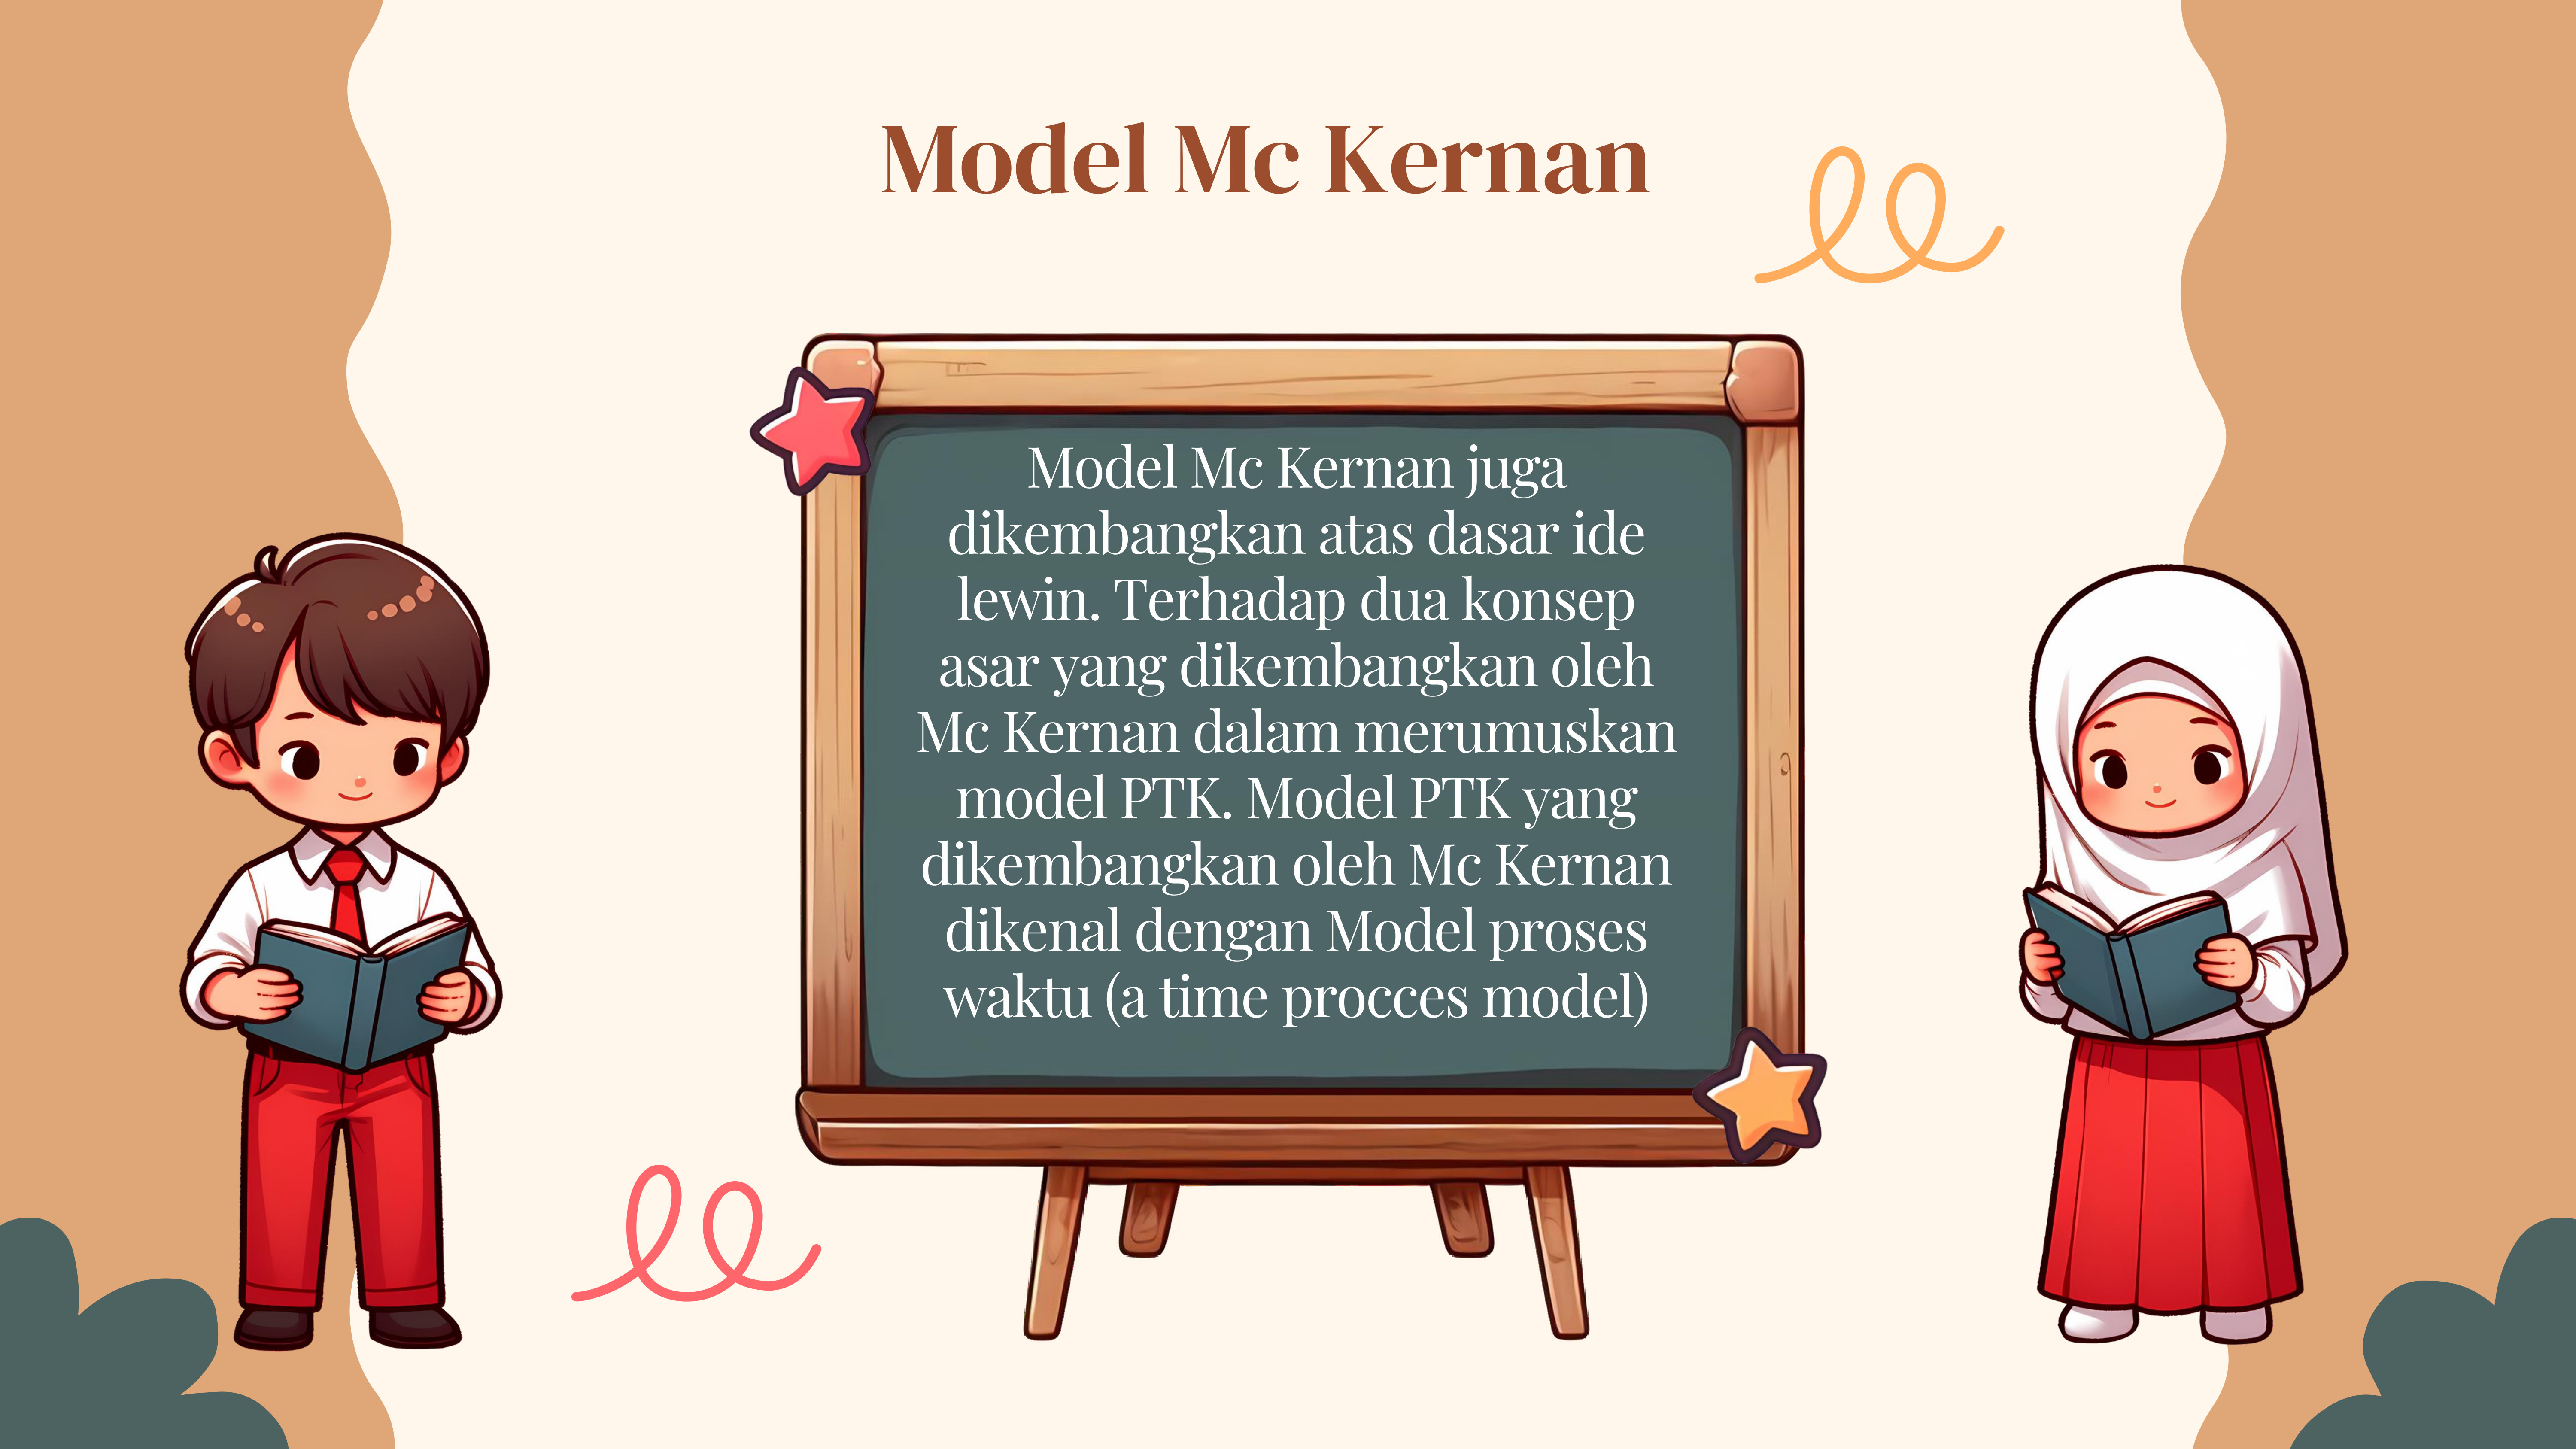 Model Mc Kernan
Model Mc Kernan juga
dikembangkan atas dasar ide
lewin. Terhadap dua konsep
asar yang dikembangkan oleh
Mc Kernan dalam merumuskan
model PTK. Model PTK yang
dikembangkan oleh Mc Kernan
dikenal dengan Model proses
waktu (a time procces model)